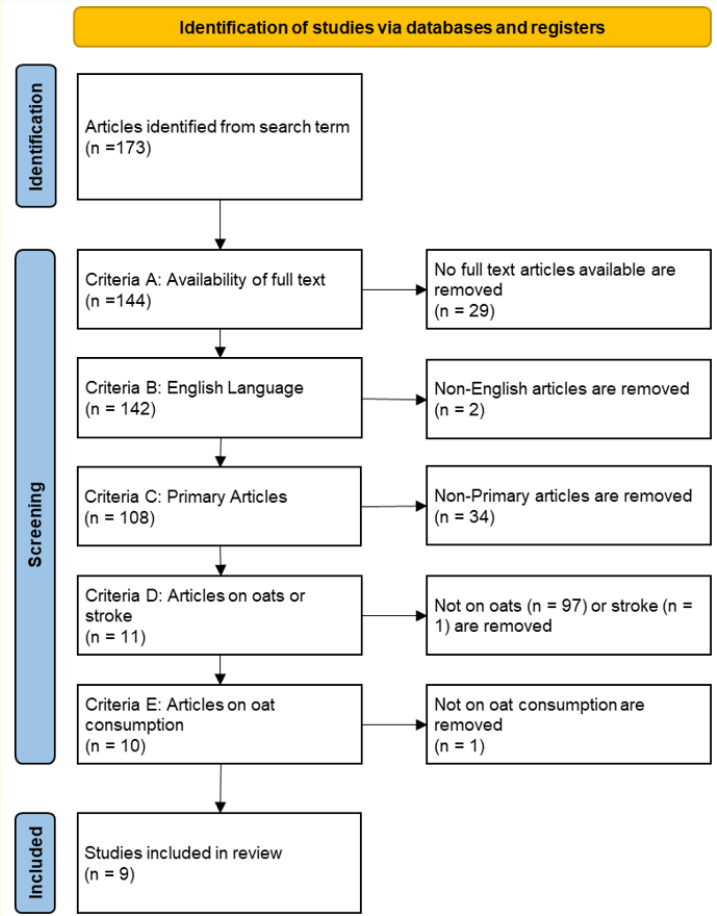 Identification of studies via databases and registers
Identification
Articles identified from search term
(n =173)
Screening
Criteria A: Availability of full text
(n =144)
No full text articles available are
removed
(n = 29)
Criteria B: English Language
(n = 142)
Non-English articles are removed
(n = 2)
Criteria C: Primary Articles
(n = 108)
Non-Primary articles are removed
(n = 34)
Criteria D: Articles on oats or
stroke
(n = 11)
Not on oats (n = 97) or stroke (n =
1) are removed
Criteria E: Articles on oat
consumption
(n = 10)
Not on oat consumption are
removed
(n = 1)
Included
Studies included in review
(n = 9)